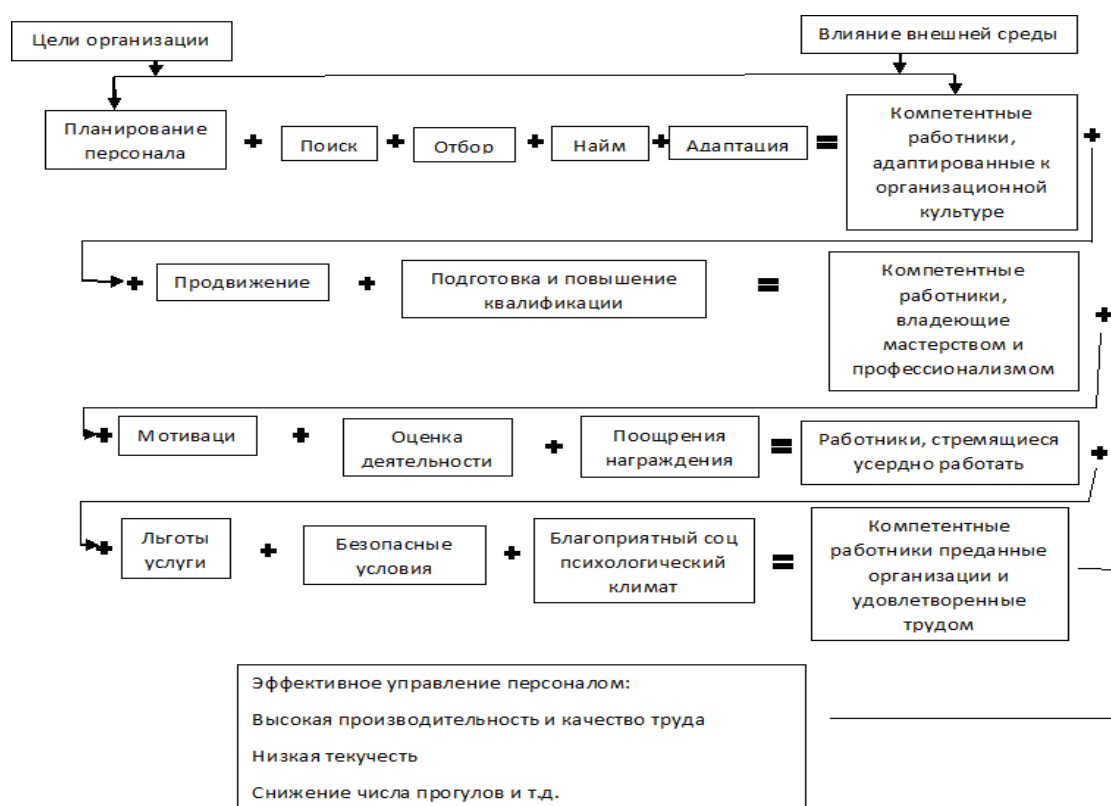 Цели организации
Влияние внешней среды
Планирование
персонала
+
Поиск
+
Отбор
+
Найм
+
Адаптация
=
Компетентные
работники,
адаптированные к
организационной
культуре
+
+
Продвижение
+
Подготовка и повышение
квалификации
=
Компетентные
работники,
владеющие
мастерством и
профессионализмом
+
+
Мотиваци
+
Оценка
деятельности
+
Поощрения
награждения
=
Работники, стремящиеся
усердно работать
+
+
Льготы
услуги
+
Безопасные
условия
+
Благоприятный соц
психологический
климат
=
Компетентные
работники преданные
организации и
удовлетворенные
трудом
Эффективное управление персоналом:
Высокая производительность и качество труда
Низкая текучесть
Снижение числа прогулов и т.д.